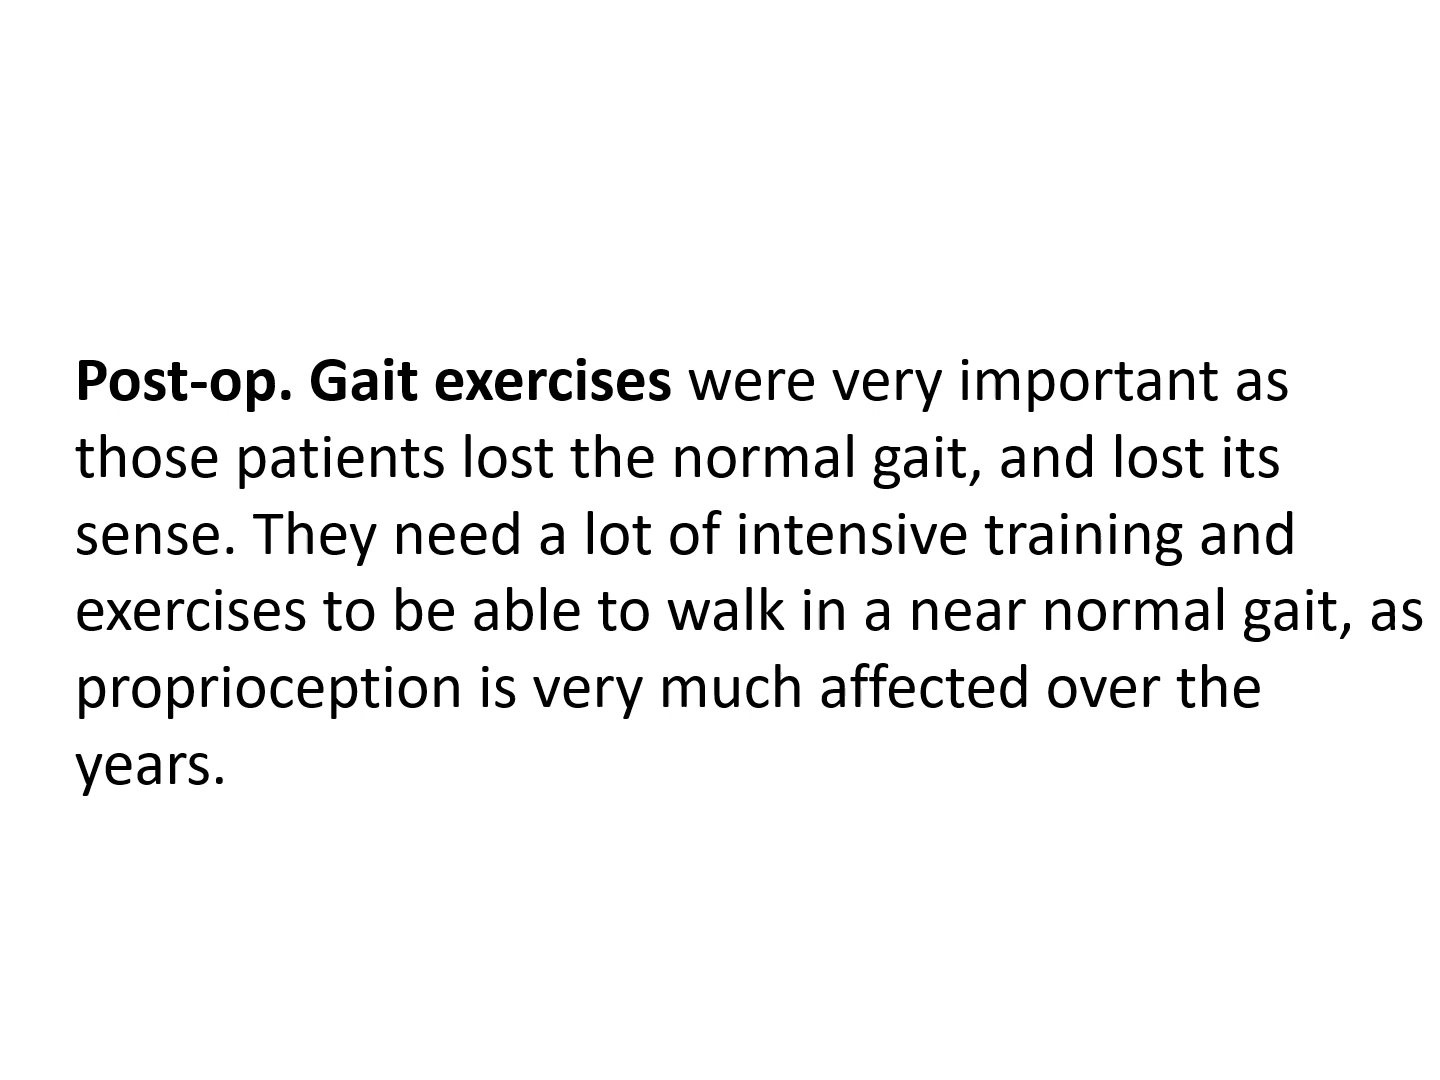 Post-op. Gait exercises were very important as
those patients lost the normal gait, and lost its
sense. They need a lot of intensive training and
exercises to be able to walk in a near normal gait, as
proprioception is very much affected over the
years.